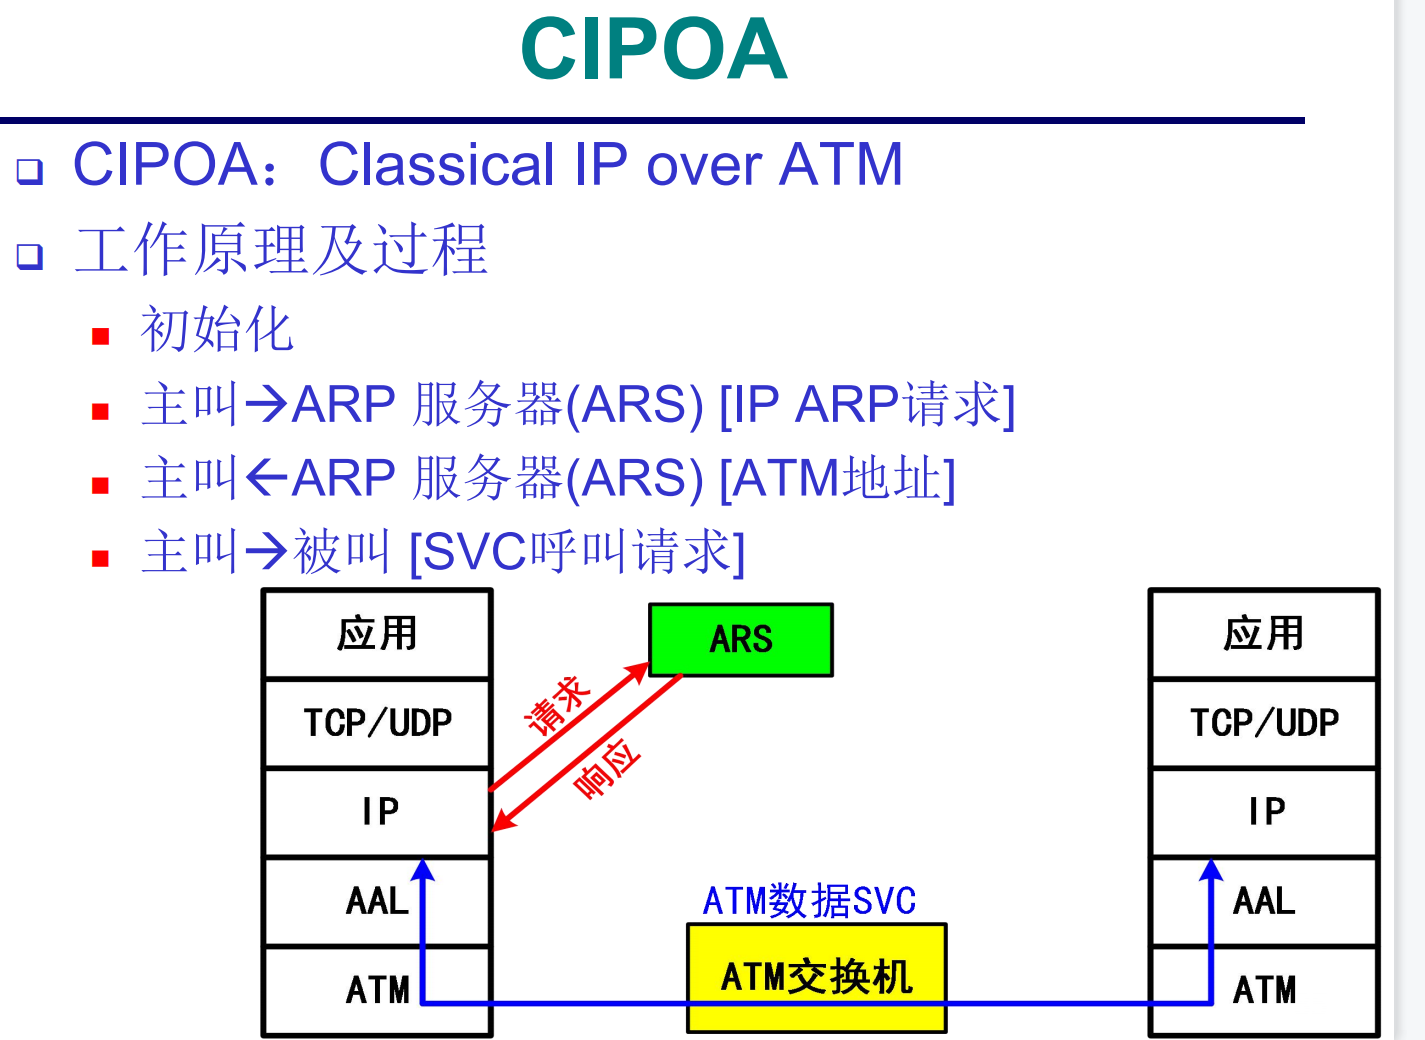 CIPOA
CIPOA：Classical IP over ATM
工作原理及过程
初始化
主叫→ARP 服务器(ARS) [IP ARP请求]
主叫←ARP 服务器(ARS) [ATM地址]
主叫→被叫 [SVC呼叫请求]
应用
TCP/UDP
IP
AAL
ATM
请求
响应
ARS
ATM数据SVC
ATM交换机
应用
TCP/UDP
IP
AAL
ATM